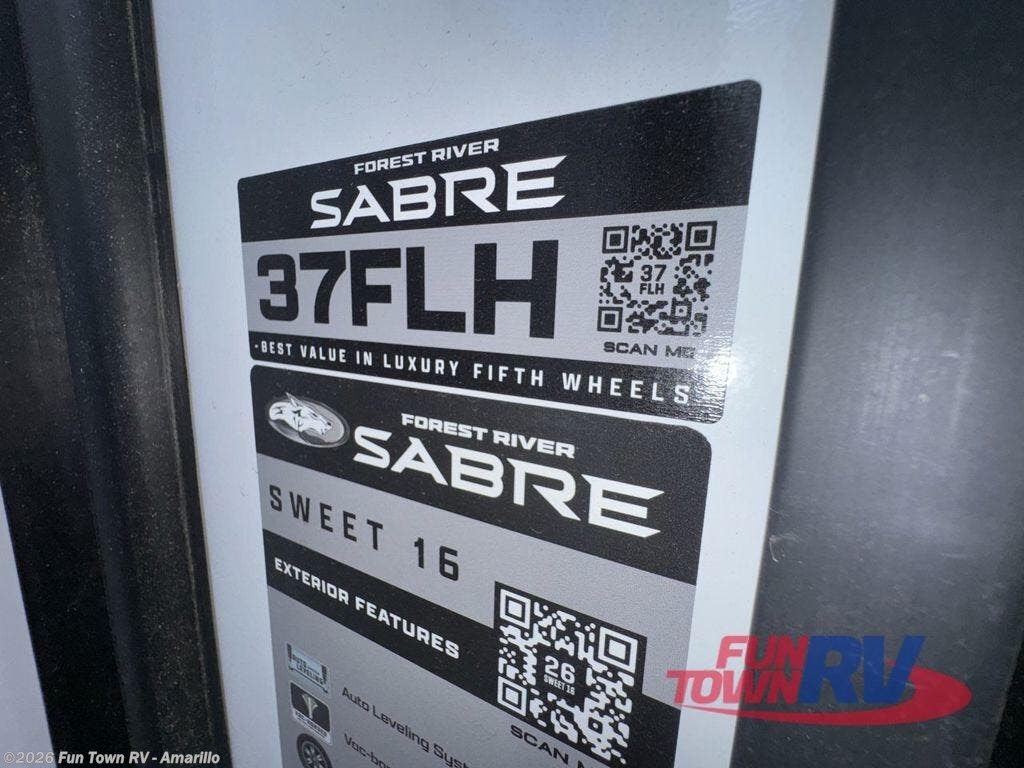 FOREST RIVER
SABRE
37FLH
37
FLH
SCAN ME
-BEST VALUE IN LUXURY FIFTH WHEELS
FOREST RIVER
SABRE
SWEET 16
EXTERIOR FEATURES
26
SWEET 16
SCAN
LEVELING
Auto Leveling
FUN
TOWN RV
©2026 Fun Town RV - Amarillo